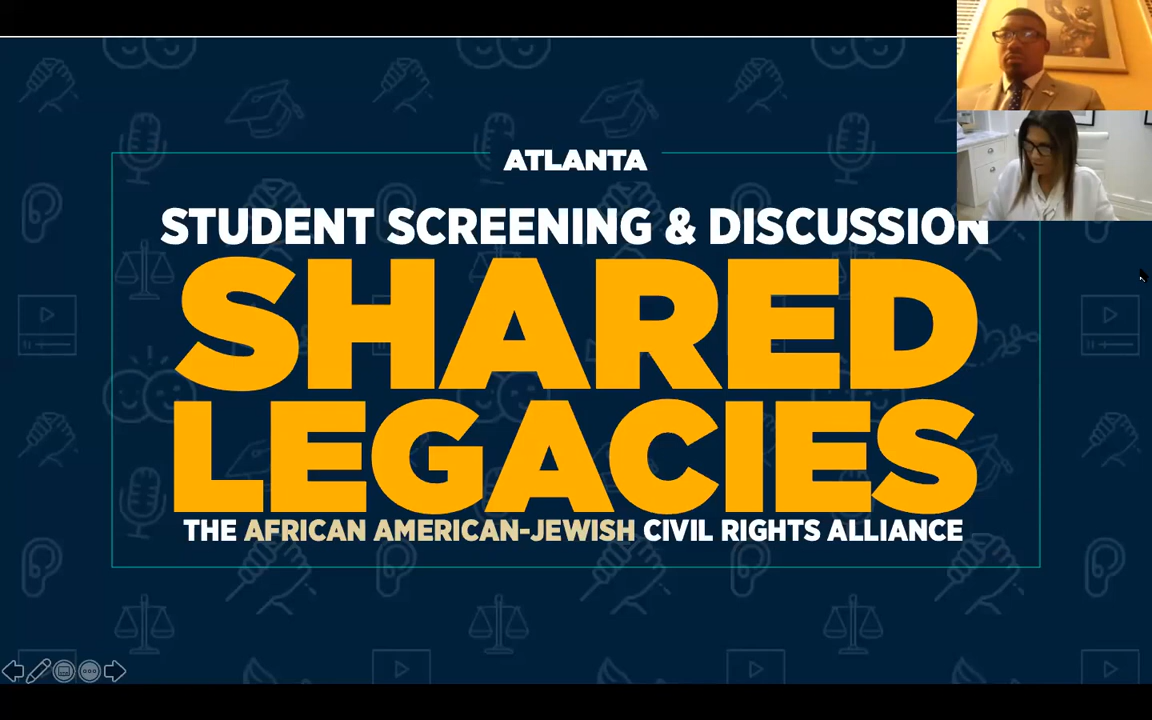 ATLANTA
STUDENT SCREENING & DISCUSSION
SHARED
LEGACIES
THE AFRICAN AMERICAN-JEWISH CIVIL RIGHTS ALLIANCE